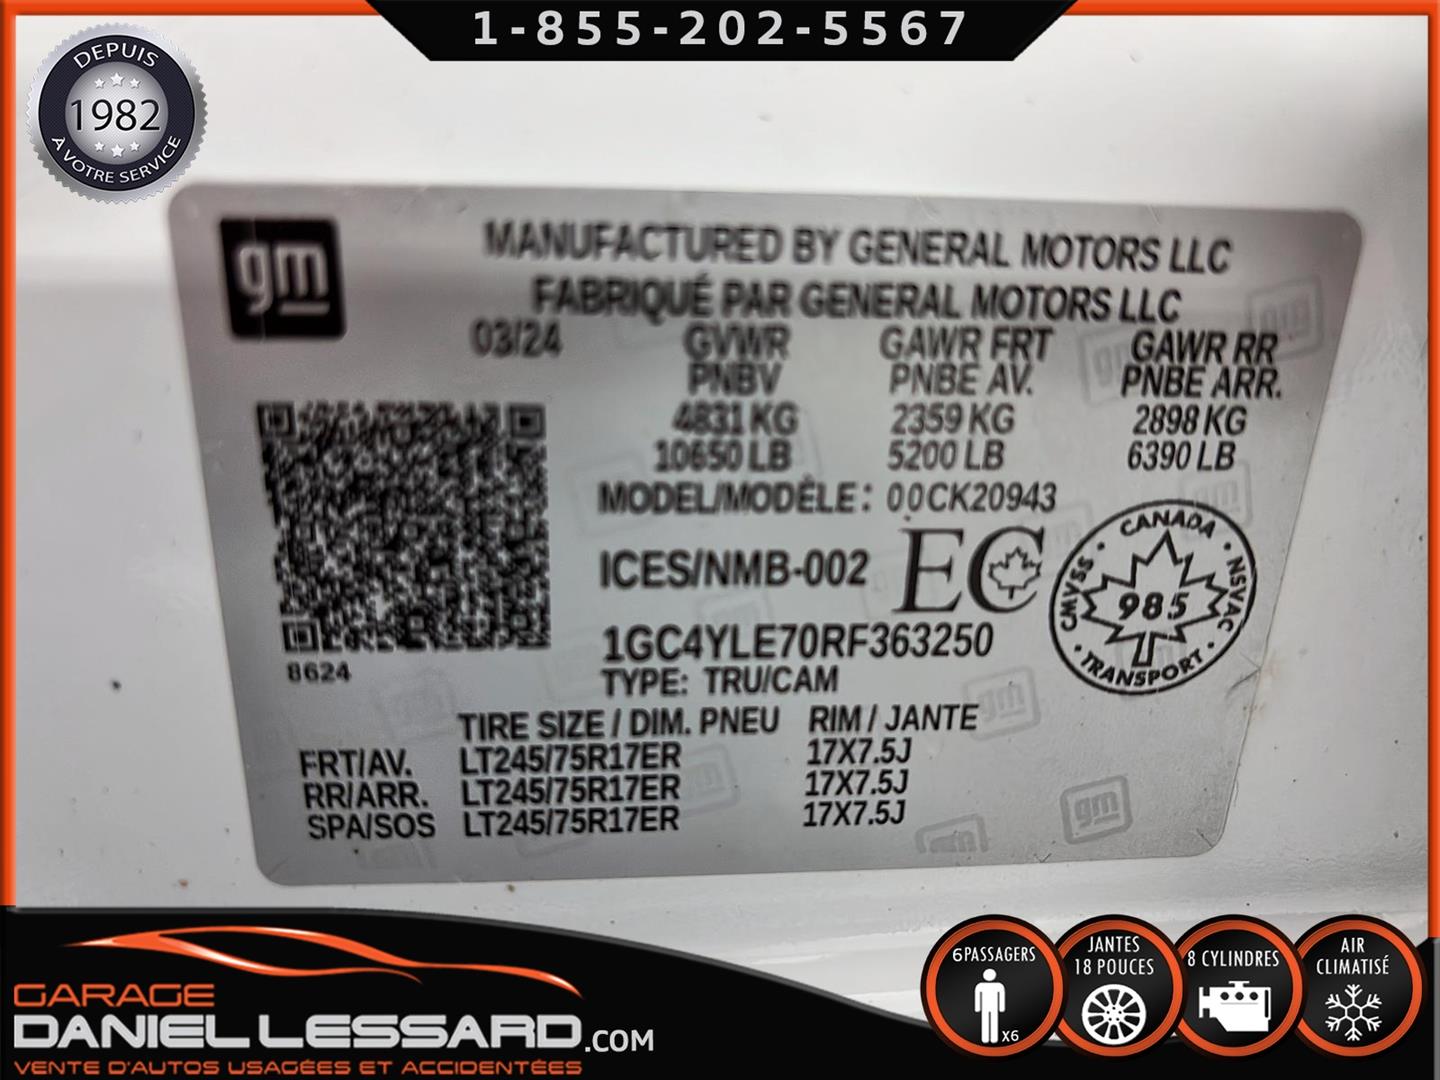 1-855-202-5567
DEPUIS
1982
À VOTRE SERVICE
gm
MANUFACTURED BY GENERAL MOTORS LLC
FABRIQUÉ PAR GENERAL MOTORS LLC
03/24 GVWR GAWR FRT GAWR RR
PNBV PNBE AV. PNBE ARR.
4831 KG 2359 KG 2898 KG
10650 LB 5200 LB 6390 LB
MODEL/MODÈLE: 00CK20943
ICES/NMB-002 EC
CANADA
CMVSS 985 NSVAC
TRANSPORT
1GC4YLE70RF363250
8624 TYPE: TRU/CAM
TIRE SIZE / DIM. PNEU RIM / JANTE
FRT/AV. LT245/75R17ER 17X7.5J
RR/ARR. LT245/75R17ER 17X7.5J
SPA/SOS LT245/75R17ER 17X7.5J
GARAGE
DANIEL LESSARD.COM
VENTE D'AUTOS USAGÉES ET ACCIDENTÉES
6 PASSAGERS
X6
JANTES
18 POUCES
8 CYLINDRES
AIR
CLIMATISÉ